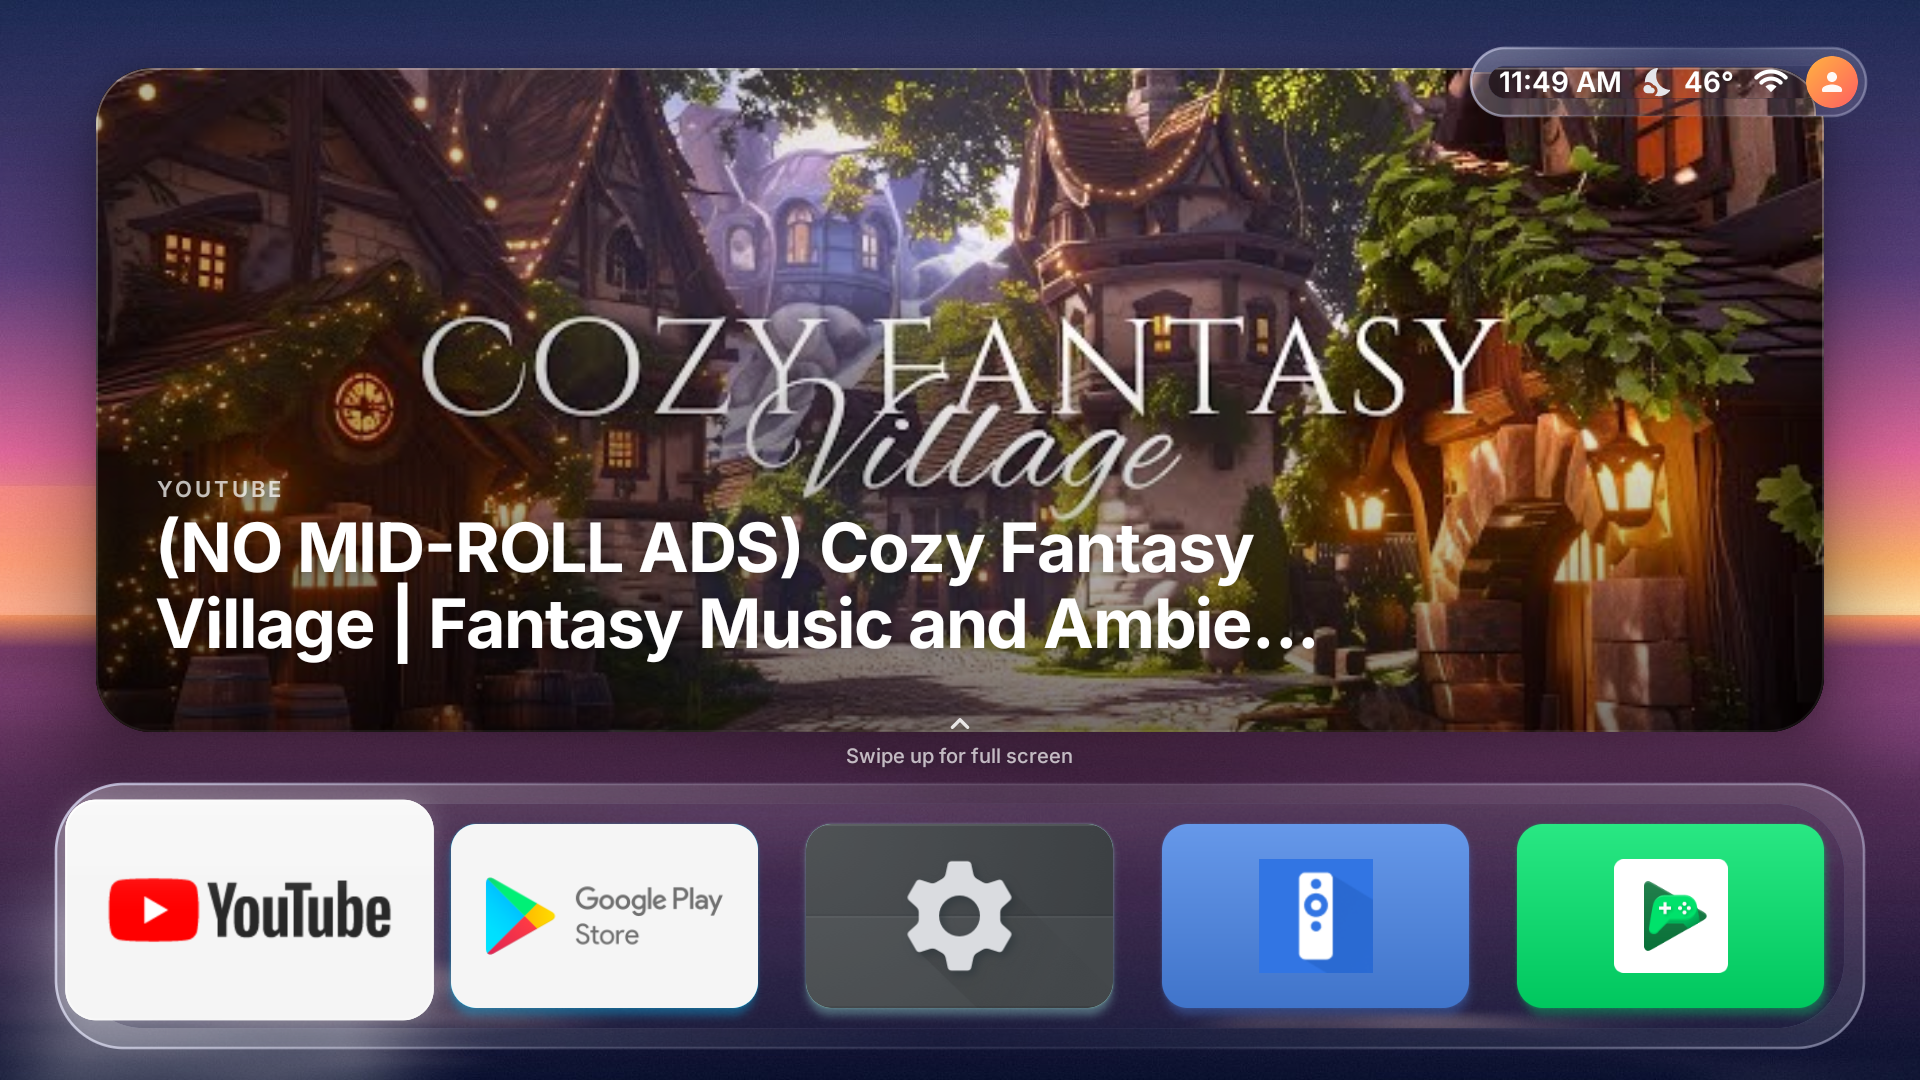 11:49 AM 46°
COZY FANTASY
Village
YOUTUBE
(NO MID-ROLL ADS) Cozy Fantasy
Village | Fantasy Music and Ambie...
Swipe up for full screen
YouTube
Google Play
Store